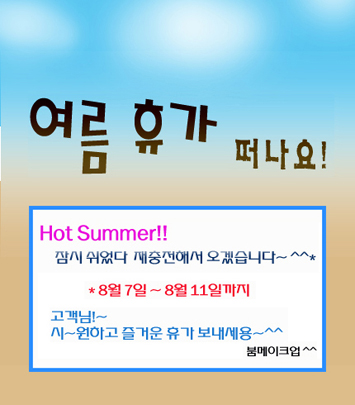 여름 휴가 떠나요!
Hot Summer!!
잠시 쉬었다 재충전해서 오겠습니다~ ^^*
* 8월 7일 ~ 8월 11일까지
고객님!~
시~원하고 즐거운 휴가 보내세용~^^
붐메이크업 ^^